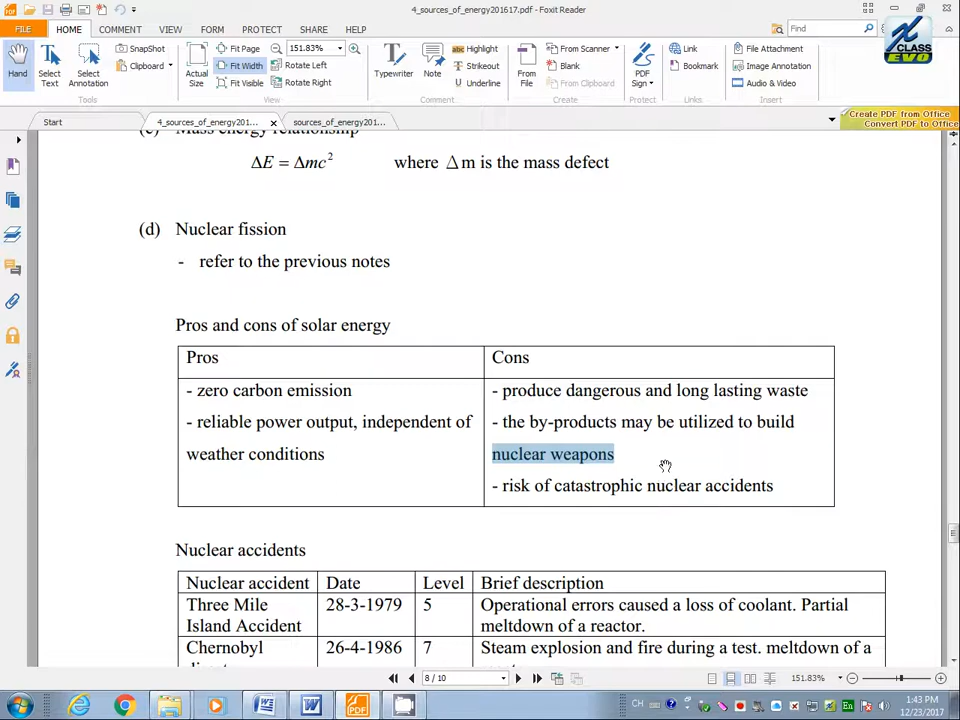 4_sources_of_energy201617.pdf - Foxit Reader
FILE HOME COMMENT VIEW FORM PROTECT SHARE HELP
Find
Hand
Select Text
Select Annotation
SnapShot
Clipboard
Tools
Actual Size
Fit Page
Fit Width
Fit Visible
151.83%
Rotate Left
Rotate Right
View
Typewriter
Note
Highlight
Strikeout
Underline
Comment
From File
From Scanner
Blank
From Clipboard
Create
PDF Sign
Protect
Link
Bookmark
Links
File Attachment
Image Annotation
Audio & Video
Insert
CLASS
EVO
Start 4_sources_of_energy201... sources_of_energy201...
Create PDF from Office
Convert PDF to Office
Mass energy relationship
ΔE = Δmc² where Δm is the mass defect
(d) Nuclear fission
- refer to the previous notes
Pros and cons of solar energy
Pros Cons
- zero carbon emission - produce dangerous and long lasting waste
- reliable power output, independent of - the by-products may be utilized to build
weather conditions nuclear weapons
- risk of catastrophic nuclear accidents
Nuclear accidents
Nuclear accident Date Level Brief description
Three Mile 28-3-1979 5 Operational errors caused a loss of coolant. Partial
Island Accident meltdown of a reactor.
Chernobyl 26-4-1986 7 Steam explosion and fire during a test. meltdown of a
8 / 10
151.83%
CH
En
1:43 PM
12/23/2017